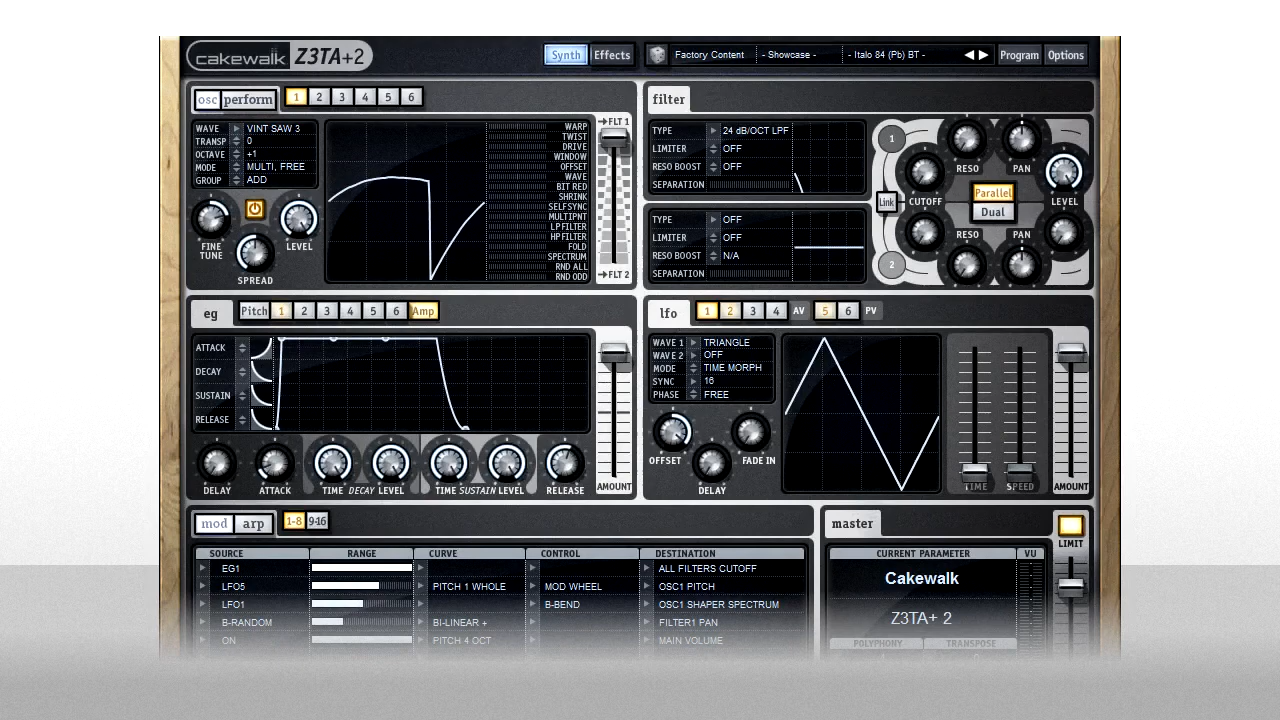 cakewalk Z3TA+2 Synth Effects Factory Content - Showcase - - Italo 84 (Pb) BT - Program Options
osc perform 1 2 3 4 5 6
WAVE VINT SAW 3
TRANSP 0
OCTAVE +1
MODE MULTI, FREE
GROUP ADD
FINE TUNE
LEVEL
SPREAD
WARP
TWIST
DRIVE
WINDOW
OFFSET
WAVE
BIT RED
SHRINK
SELFSYNC
MULTIPNT
LP FILTER
HP FILTER
FOLD
SPECTRUM
RND ALL
RND ODD
FLT 1
FLT 2
filter
TYPE 24 dB/OCT LPF
LIMITER OFF
RESO BOOST OFF
SEPARATION
TYPE OFF
LIMITER OFF
RESO BOOST N/A
SEPARATION
1
RESO PAN
Link CUTOFF Parallel LEVEL
Dual
RESO PAN
2
eg Pitch 1 2 3 4 5 6 Amp
ATTACK
DECAY
SUSTAIN
RELEASE
DELAY ATTACK TIME DECAY LEVEL TIME SUSTAIN LEVEL RELEASE AMOUNT
lfo 1 2 3 4 AV 5 6 PV
WAVE 1 TRIANGLE
WAVE 2 OFF
MODE TIME MORPH
SYNC 16
PHASE FREE
OFFSET FADE IN
DELAY
TIME SPEED AMOUNT
mod arp 1-8 9-16
SOURCE RANGE CURVE CONTROL DESTINATION
EG1 ALL FILTERS CUTOFF
LFO5 PITCH 1 WHOLE MOD WHEEL OSC1 PITCH
LFO1 B-BEND OSC1 SHAPER SPECTRUM
B-RANDOM BI-LINEAR + FILTER1 PAN
ON PITCH 4 OCT MAIN VOLUME
master
LIMIT
CURRENT PARAMETER VU
Cakewalk
Z3TA+ 2
POLYPHONY TRANSPOSE